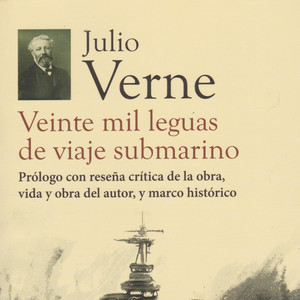 Julio
Verne
Veinte mil leguas
de viaje submarino
Prólogo con reseña crítica de la obra,
vida y obra del autor, y marco histórico